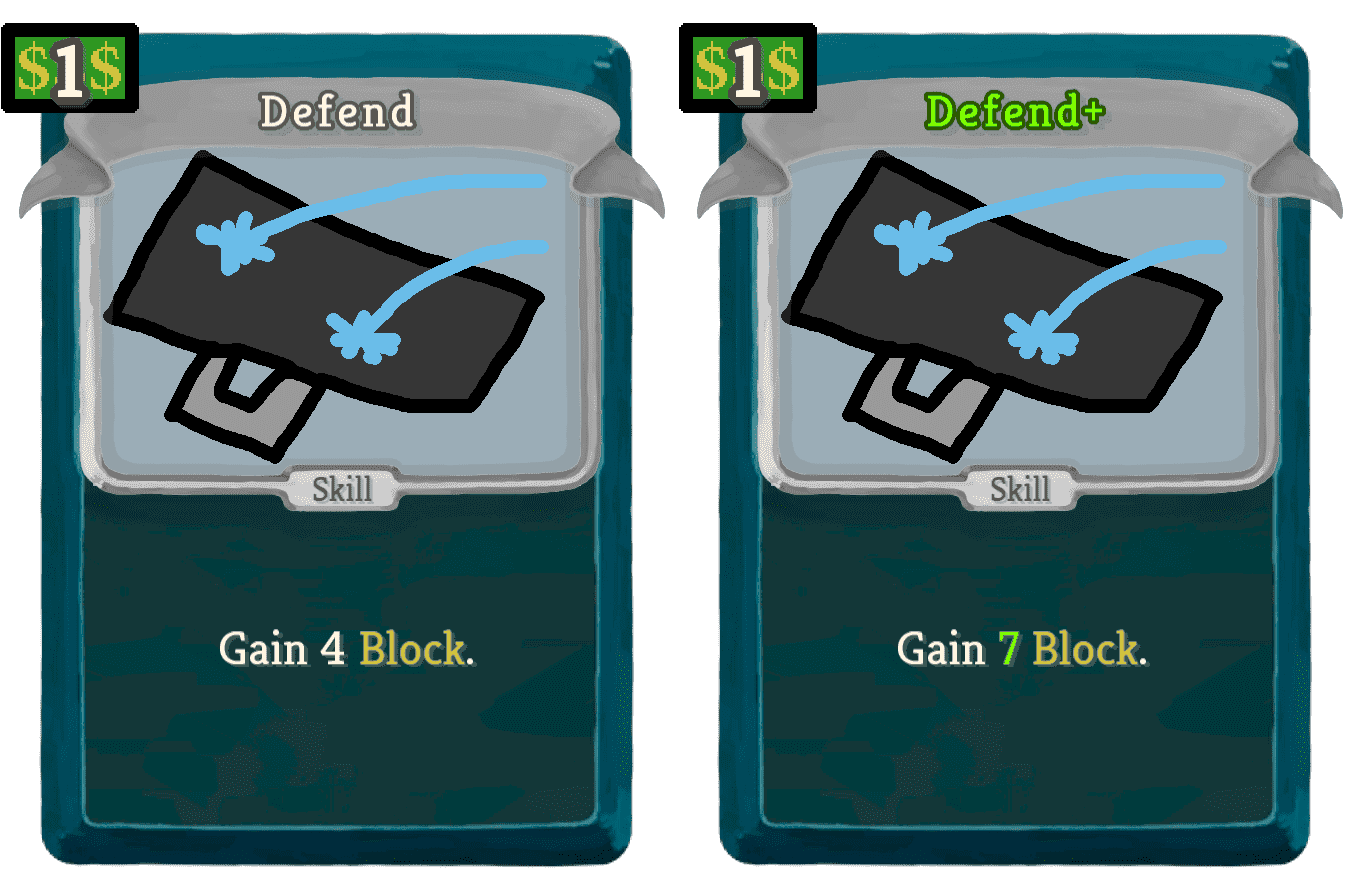 $1$
Defend
Skill
Gain 4 Block.
$1$
Defend+
Skill
Gain 7 Block.